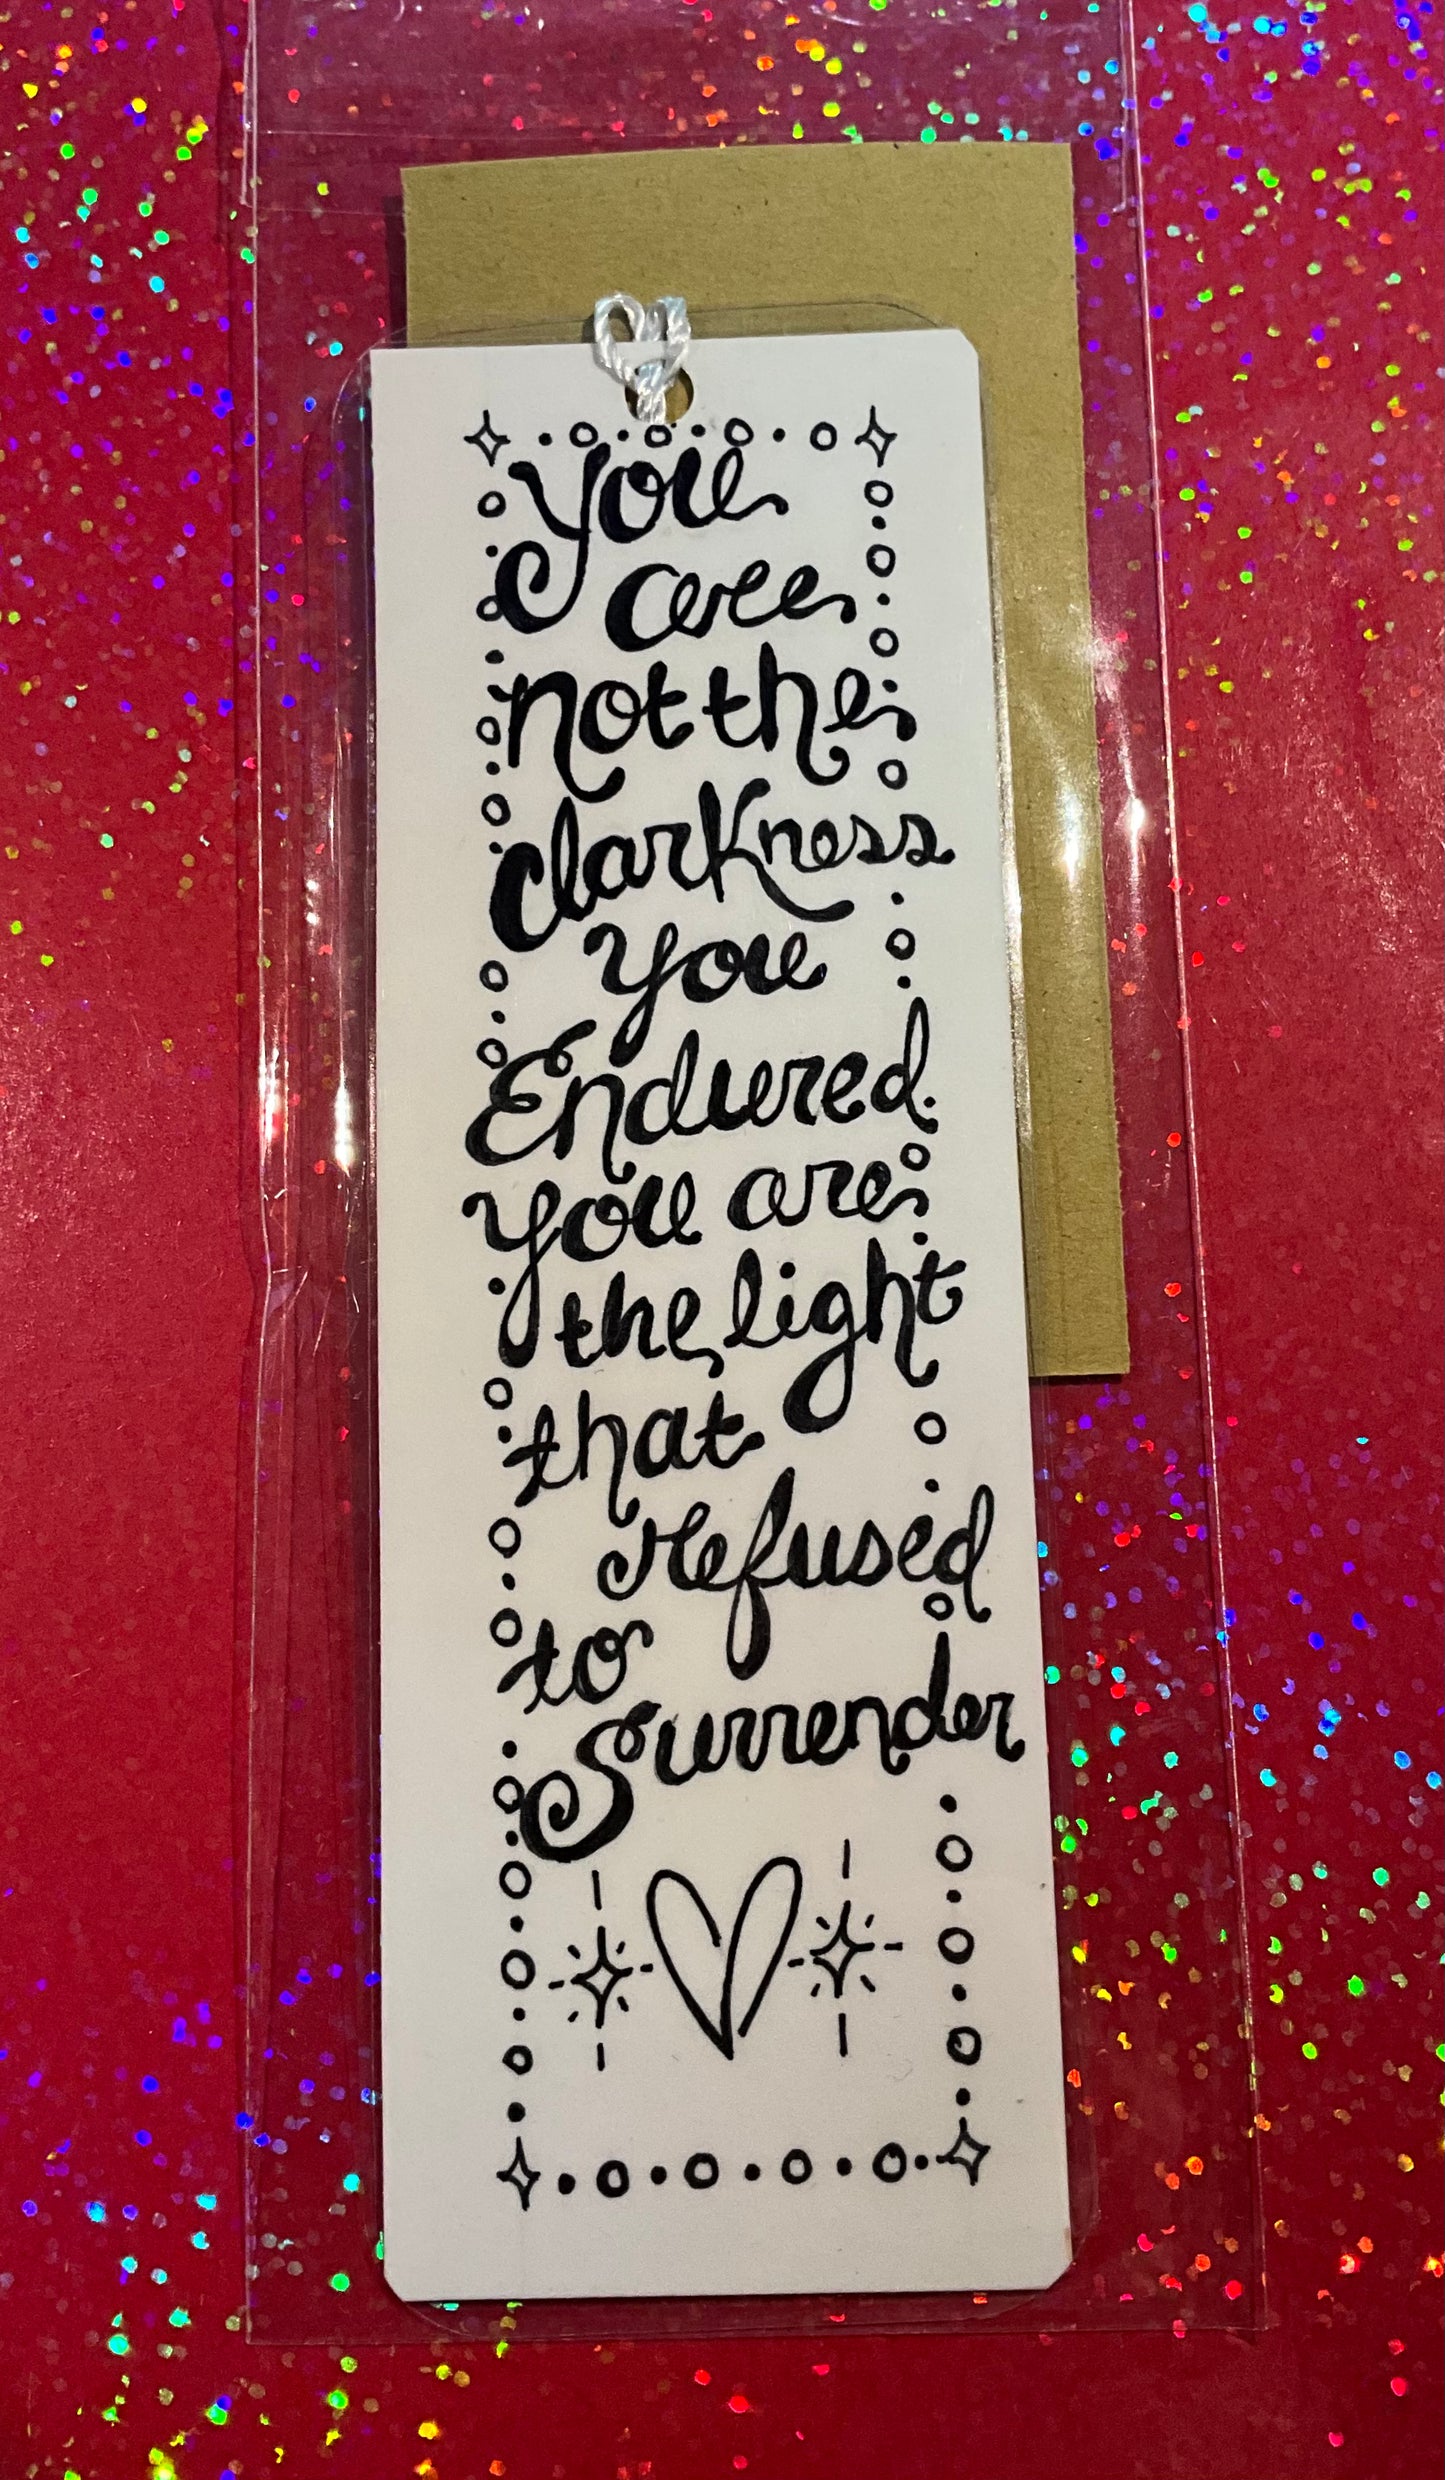 You
are
not the
darkness
you
Endured
you are
the light
that
refused
to
Surrender